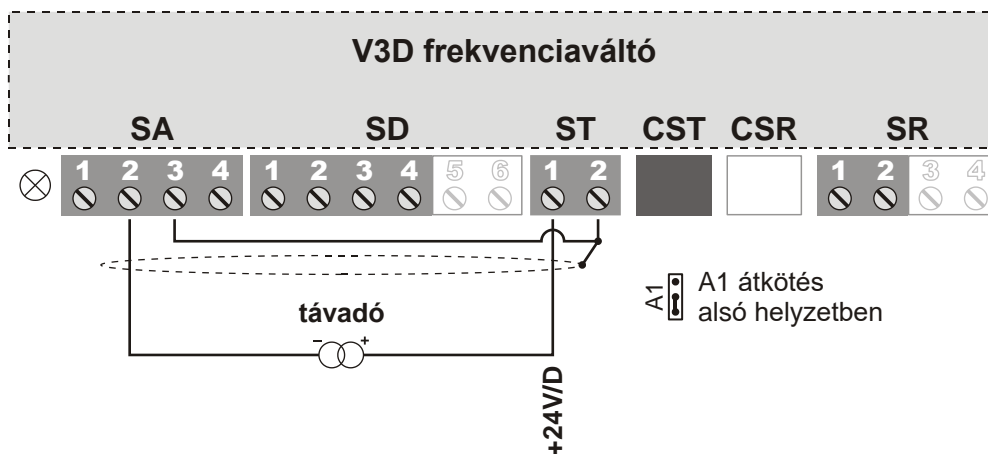 V3D frekvenciaváltó
SA SD ST CST CSR SR
1 2 3 4 1 2 3 4 5 6 1 2 1 2 3 4
A1 A1 átkötés
alsó helyzetben
távadó
- +
+24V/D